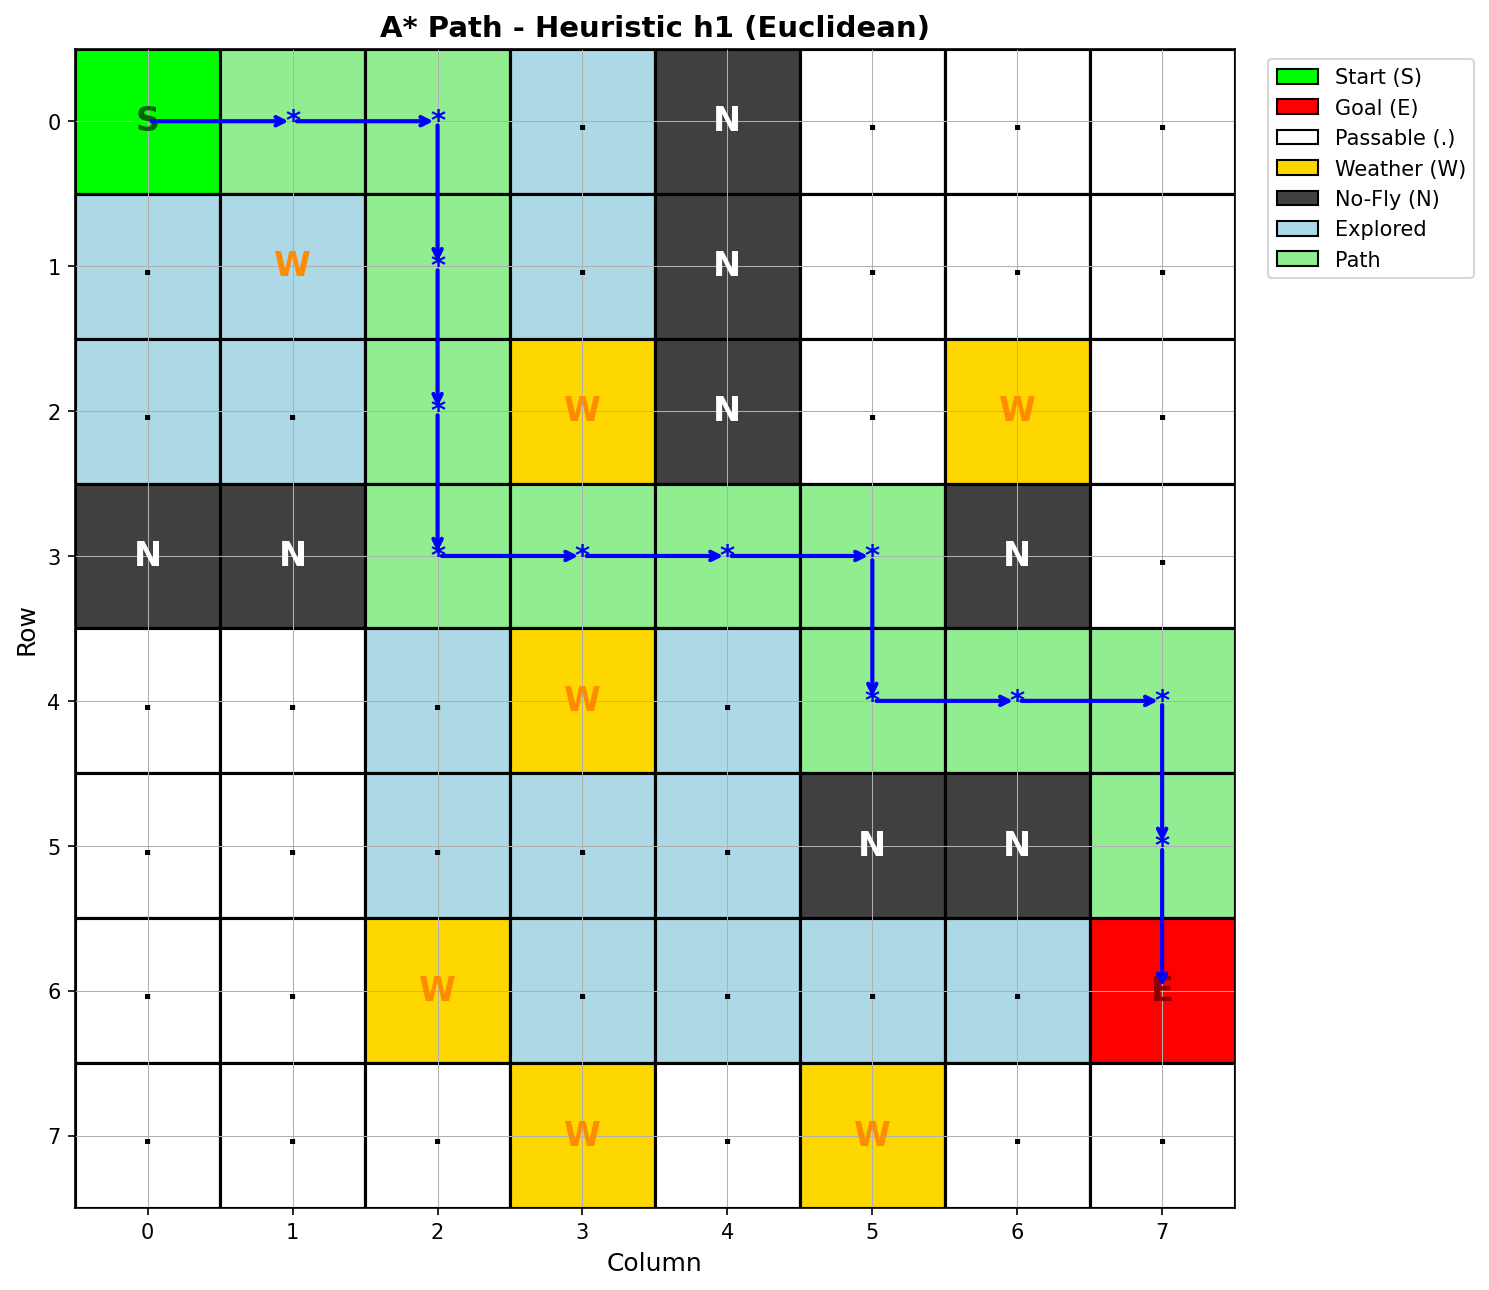 A* Path - Heuristic h1 (Euclidean)
Start (S)
Goal (E)
Passable (.)
Weather (W)
No-Fly (N)
Explored
Path
0 S * * . N . . .
1 . W * . N . . .
2 . . * W N . W .
3 N N * * * * N .
4 . . . W . * * *
5 . . . . . N N *
6 . . W . . . . E
7 . . . W . W . .
0 1 2 3 4 5 6 7
Row
Column